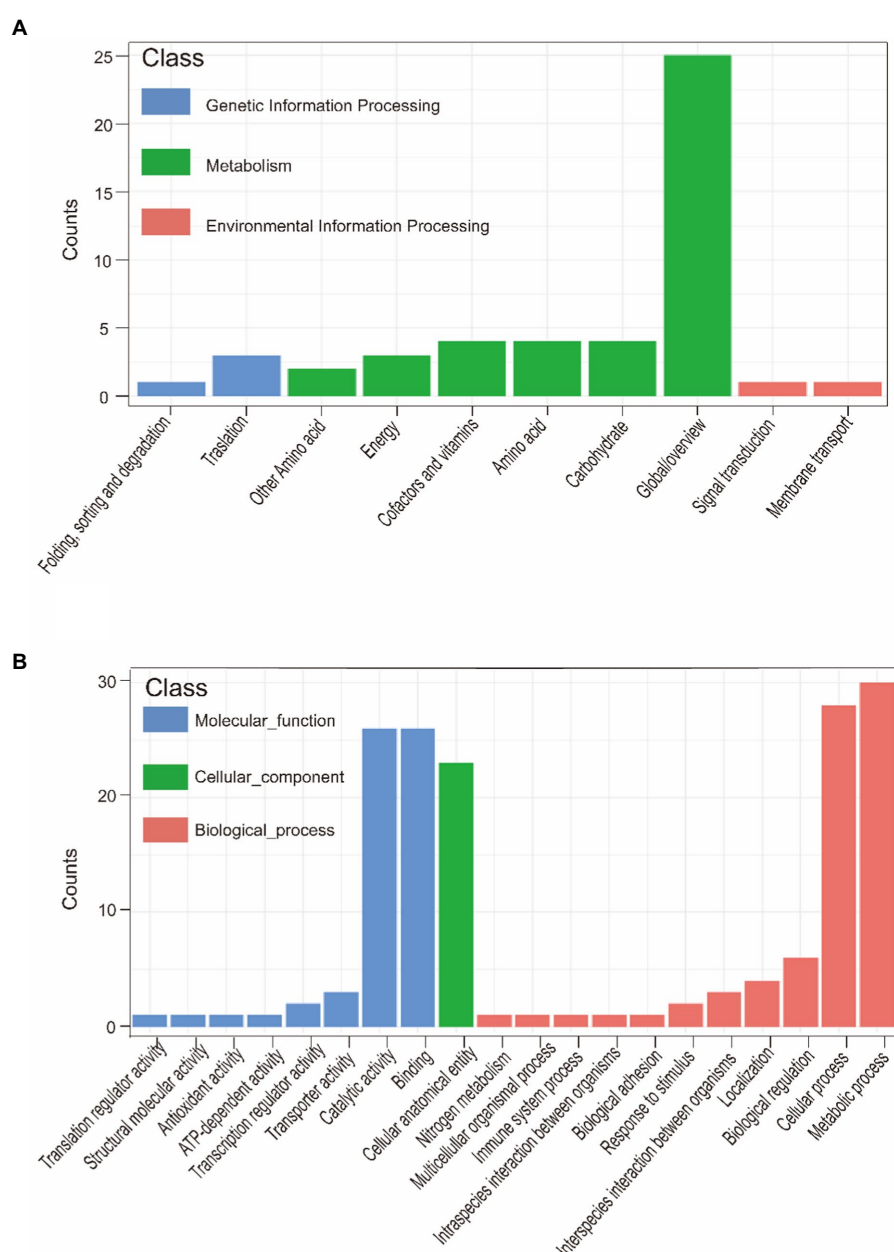 A
Class
Genetic Information Processing
Metabolism
Environmental Information Processing
Counts
25
20
15
10
5
0
Folding, sorting and degradation
Traslation
Other Amino acid
Energy
Cofactors and vitamins
Amino acid
Carbohydrate
Global/overview
Signal transduction
Membrane transport
B
Class
Molecular_function
Cellular_component
Biological_process
Counts
30
20
10
0
Translation regulator activity
Structural molecular activity
Antioxidant activity
ATP-dependent activity
Transcription regulator activity
Transporter activity
Catalyric activity
Binding
Cellular anatomical entity
Nitrogen metabolism
Multicellular organismal process
Immune system process
Intraspecies interaction between organisms
Biological adhesion
Response to stimulus
Interspecies interaction between organisms
Localization
Biological regulation
Cellular process
Metabolic process